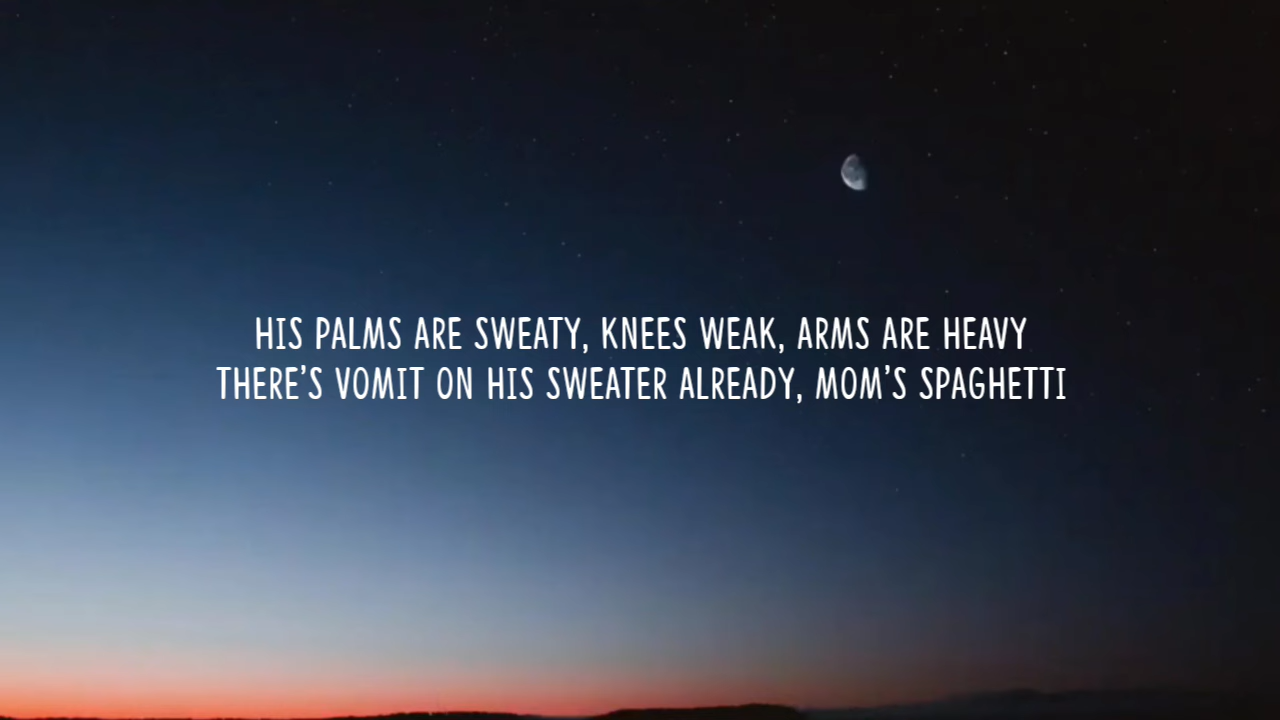 HIS PALMS ARE SWEATY, KNEES WEAK, ARMS ARE HEAVY
THERE’S VOMIT ON HIS SWEATER ALREADY, MOM’S SPAGHETTI